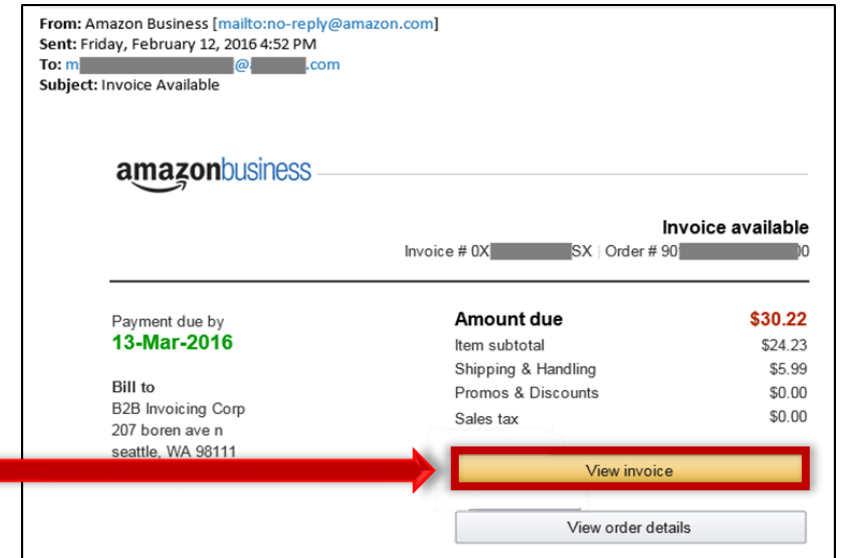 From: Amazon Business [mailto:no-reply@amazon.com]
Sent: Friday, February 12, 2016 4:52 PM
To: m @ .com
Subject: Invoice Available
amazonbusiness
Invoice available
Invoice # 0X SX | Order # 90 0
Payment due by
13-Mar-2016
Bill to
B2B Invoicing Corp
207 boren ave n
seattle, WA 98111
Amount due $30.22
Item subtotal $24.23
Shipping & Handling $5.99
Promos & Discounts $0.00
Sales tax $0.00
View invoice
View order details